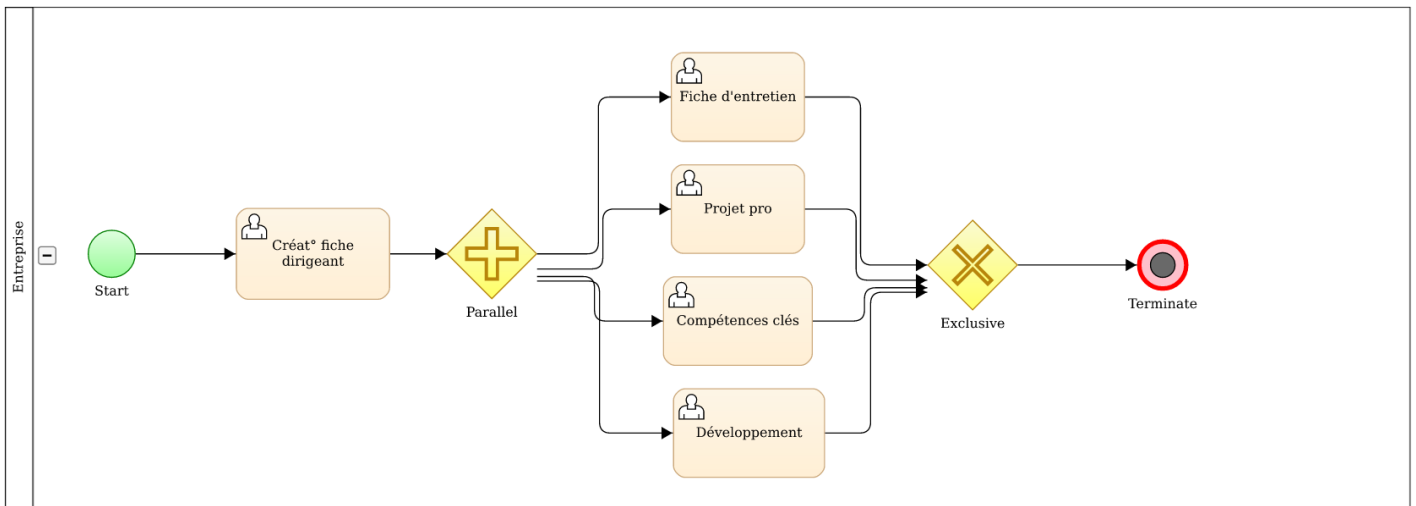 Entreprise
Start
Créat° fiche
dirigeant
Parallel
Fiche d'entretien
Projet pro
Compétences clés
Développement
Exclusive
Terminate